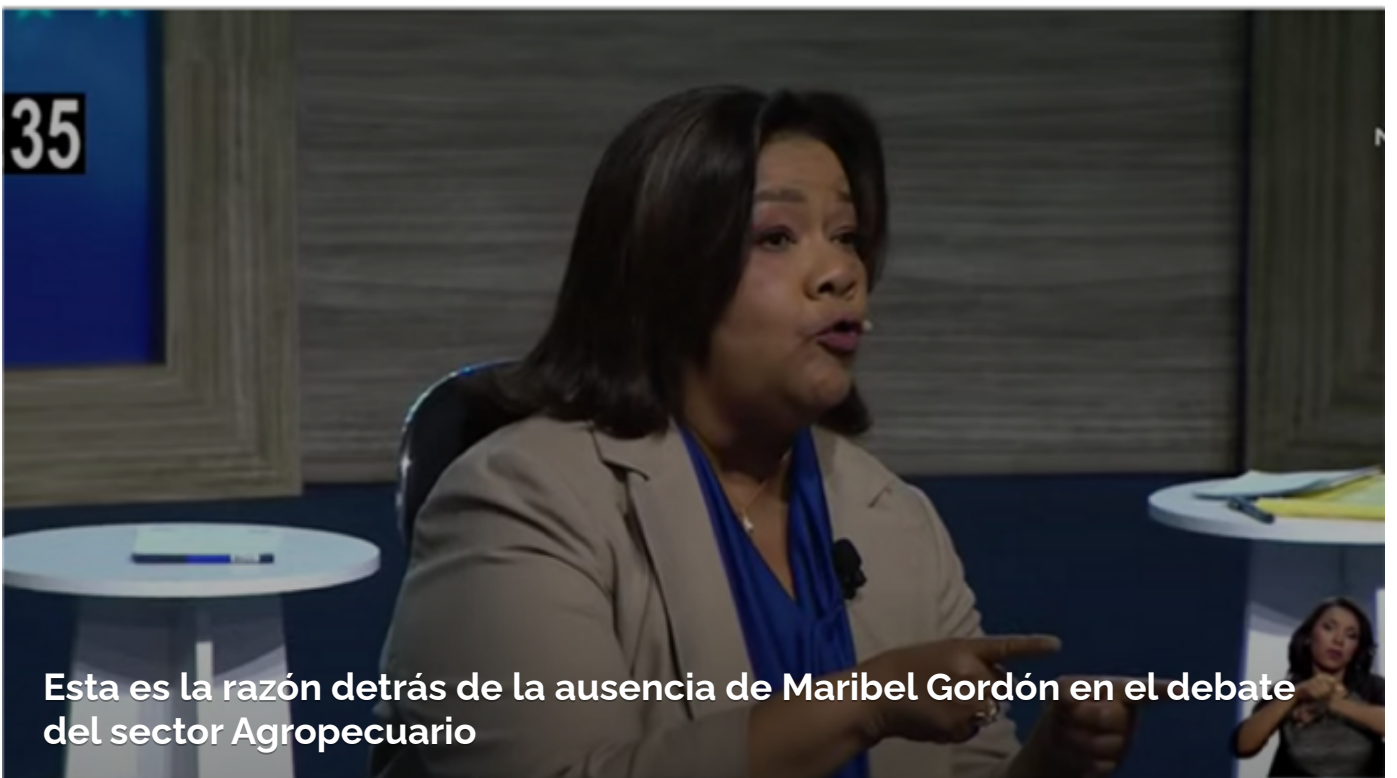 35
Esta es la razón detrás de la ausencia de Maribel Gordón en el debate
del sector Agropecuario